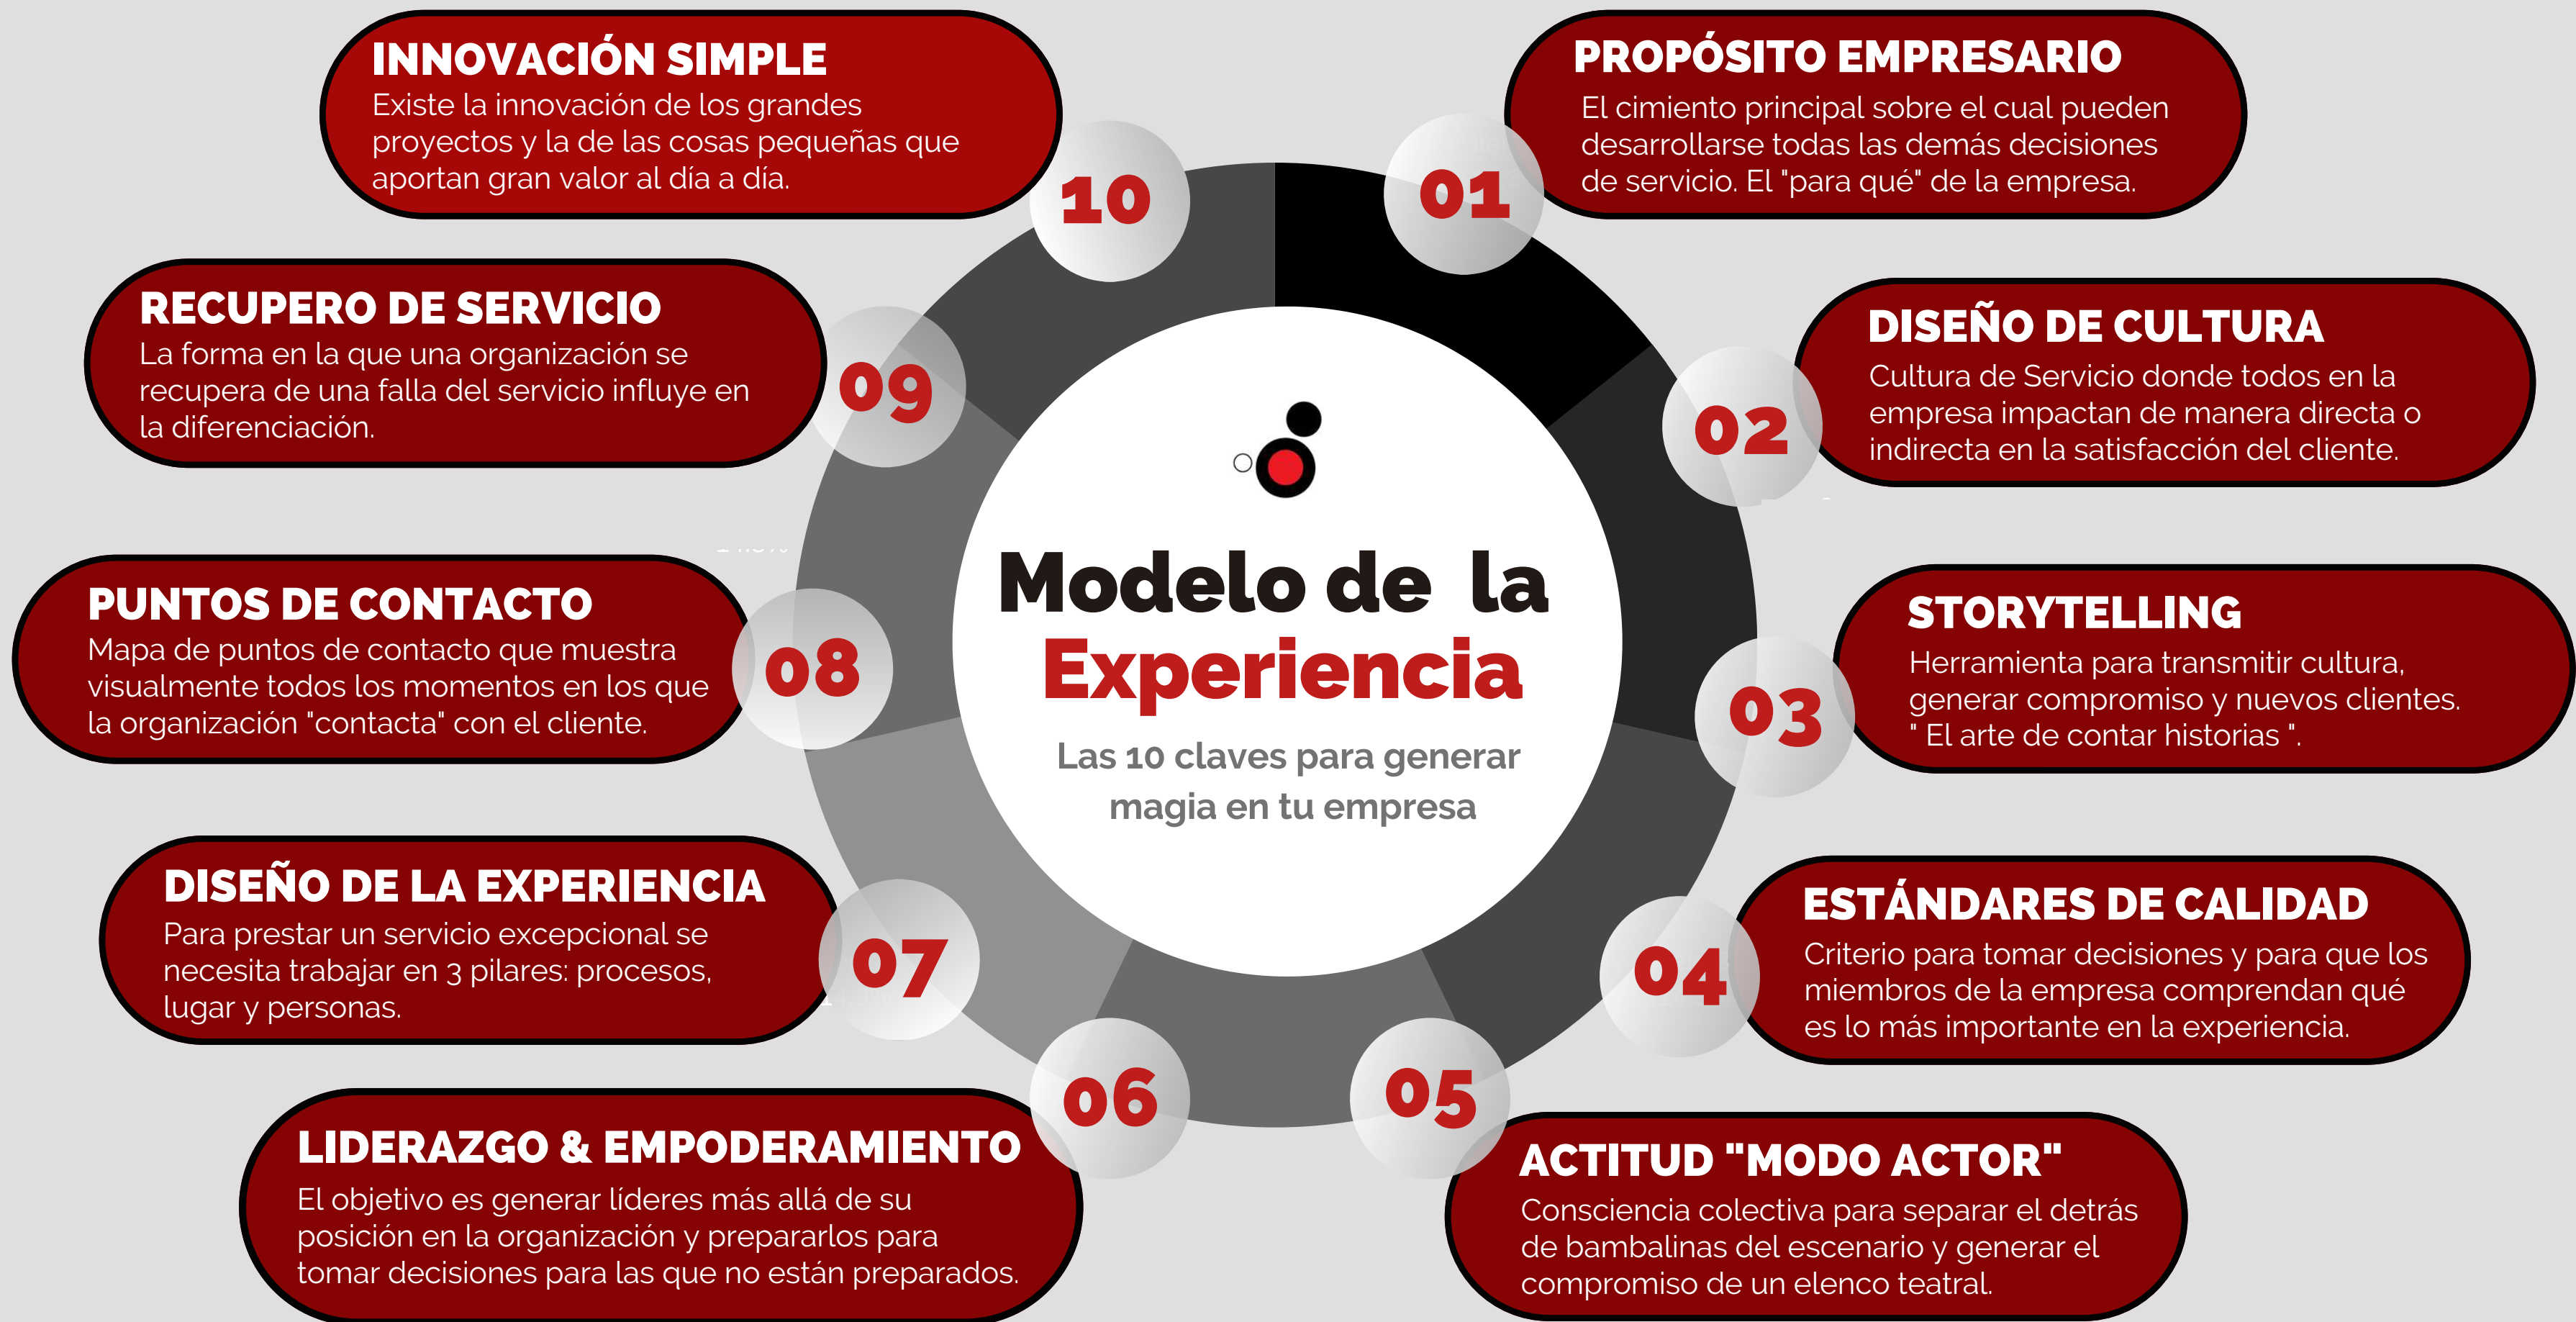 Modelo de la
Experiencia
Las 10 claves para generar
magia en tu empresa
01
PROPÓSITO EMPRESARIO
El cimiento principal sobre el cual pueden
desarrollarse todas las demás decisiones
de servicio. El "para qué" de la empresa.
02
DISEÑO DE CULTURA
Cultura de Servicio donde todos en la
empresa impactan de manera directa o
indirecta en la satisfacción del cliente.
03
STORYTELLING
Herramienta para transmitir cultura,
generar compromiso y nuevos clientes.
" El arte de contar historias ".
04
ESTÁNDARES DE CALIDAD
Criterio para tomar decisiones y para que los
miembros de la empresa comprendan qué
es lo más importante en la experiencia.
05
ACTITUD "MODO ACTOR"
Consciencia colectiva para separar el detrás
de bambalinas del escenario y generar el
compromiso de un elenco teatral.
06
LIDERAZGO & EMPODERAMIENTO
El objetivo es generar líderes más allá de su
posición en la organización y prepararlos para
tomar decisiones para las que no están preparados.
07
DISEÑO DE LA EXPERIENCIA
Para prestar un servicio excepcional se
necesita trabajar en 3 pilares: procesos,
lugar y personas.
08
PUNTOS DE CONTACTO
Mapa de puntos de contacto que muestra
visualmente todos los momentos en los que
la organización "contacta" con el cliente.
09
RECUPERO DE SERVICIO
La forma en la que una organización se
recupera de una falla del servicio influye en
la diferenciación.
10
INNOVACIÓN SIMPLE
Existe la innovación de los grandes
proyectos y la de las cosas pequeñas que
aportan gran valor al día a día.